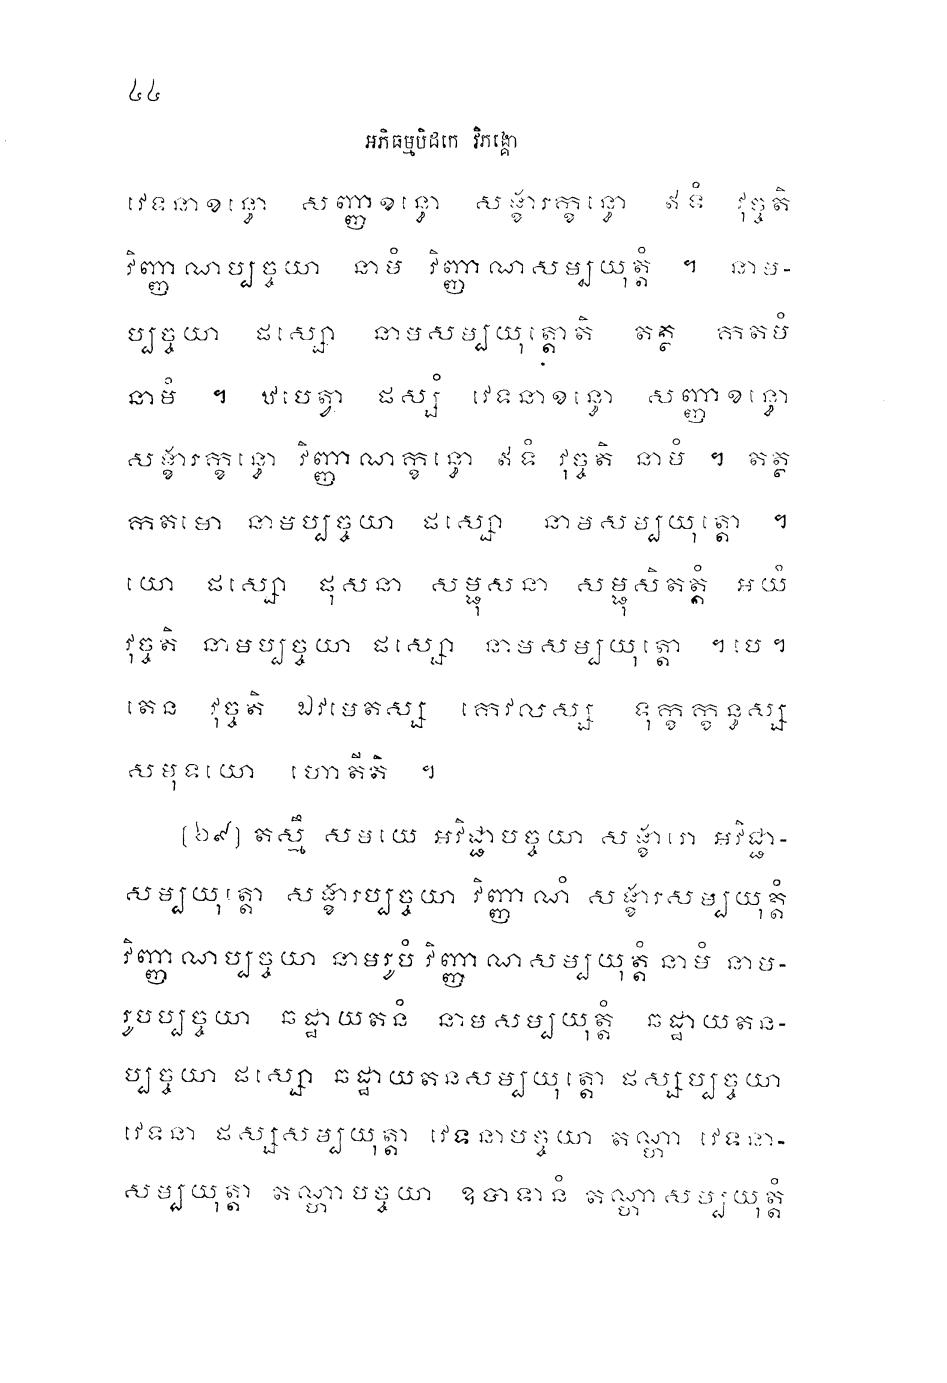 ៤៤
អភិធម្មបិដកេ វិភង្គោ
វេទនាខន្ធោ សញ្ញាខន្ធោ សង្ខារក្ខន្ធោ ឥទំ វុច្ចតិ
វិញ្ញាណប្បច្ចយា នាមំ វិញ្ញាណសម្បយុត្តំ ។ នាម-
ប្បច្ចយា ផស្សោ នាមសម្បយុត្តោតិ តត្ថ កតមំ
នាមំ ។ ឋបេត្វា ផស្សំ វេទនាខន្ធោ សញ្ញាខន្ធោ
សង្ខារក្ខន្ធោ វិញ្ញាណក្ខន្ធោ ឥទំ វុច្ចតិ នាមំ ។ តត្ថ
កតមោ នាមប្បច្ចយា ផស្សោ នាមសម្បយុត្តោ ។
យោ ផស្សោ ផុសនា សម្ផុសនា សម្ផុសិតត្តំ អយំ
វុច្ចតិ នាមប្បច្ចយា ផស្សោ នាមសម្បយុត្តោ ។បេ។
តេន វុច្ចតិ ឯវមេតស្ស កេវលស្ស ទុក្ខក្ខន្ធស្ស
សមុទយោ ហោតីតិ ។
(៦៩) តស្មឹ សមយេ អវិជ្ជាបច្ចយា សង្ខារោ អវិជ្ជា-
សម្បយុត្តោ សង្ខារប្បច្ចយា វិញ្ញាណំ សង្ខារសម្បយុត្តំ
វិញ្ញាណប្បច្ចយា នាមរូបំ វិញ្ញាណសម្បយុត្តំ នាមំ នាម-
រូបប្បច្ចយា ឆដ្ឋាយតនំ នាមសម្បយុត្តំ ឆដ្ឋាយតន-
ប្បច្ចយា ផស្សោ ឆដ្ឋាយតនសម្បយុត្តោ ផស្សប្បច្ចយា
វេទនា ផស្សសម្បយុត្តា វេទនាបច្ចយា តណ្ហា វេទនា-
សម្បយុត្តា តណ្ហាបច្ចយា ឧបាទានំ តណ្ហាសម្បយុត្តំ